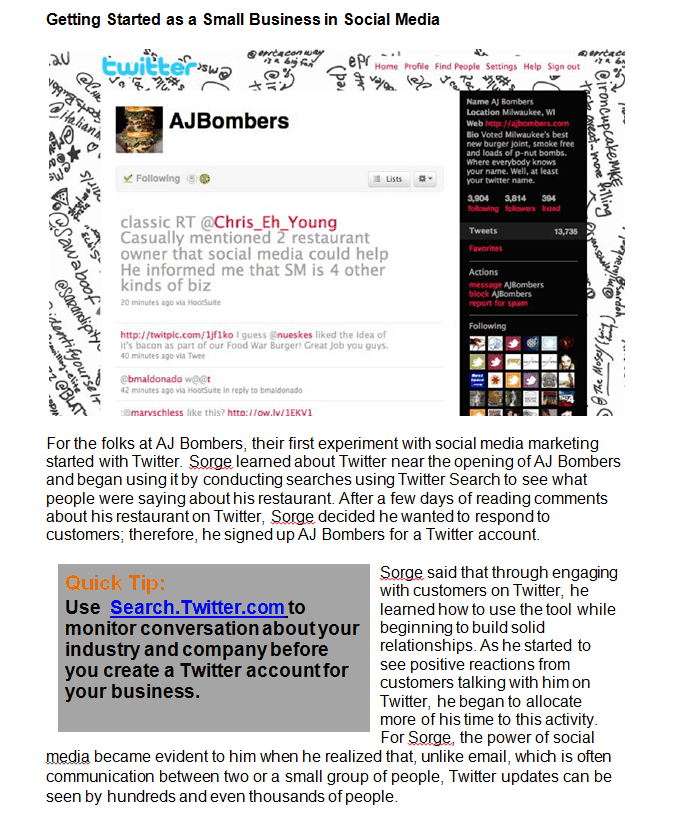 Getting Started as a Small Business in Social Media
twitter
Home Profile Find People Settings Help Sign out
AJBombers
Following
Lists
classic RT @Chris_Eh_Young
Casually mentioned 2 restaurant
owner that social media could help
He informed me that SM is 4 other
kinds of biz
20 minutes ago via HootSuite
http://twitpic.com/1jf1ko I guess @nueskes liked the idea of
it's bacon as part of our Food War Burger! Great Job you guys.
40 minutes ago via Twee
@bmaldonado w@@t
42 minutes ago via HootSuite in reply to bmaldonado
@maryschless like this? http://ow.ly/1EKV1
Name AJ Bombers
Location Milwaukee, WI
Web http://ajbombers.com
Bio Voted Milwaukee's best
new burger joint, smoke free
and loads of p-nut bombs.
Where everybody knows
your name. Well, at least
your twitter name.
3,904 3,814 394
following followers listed
Tweets 13,735
Favorites
Actions
message AJBombers
block AJBombers
report for spam
Following
For the folks at AJ Bombers, their first experiment with social media marketing
started with Twitter. Sorge learned about Twitter near the opening of AJ Bombers
and began using it by conducting searches using Twitter Search to see what
people were saying about his restaurant. After a few days of reading comments
about his restaurant on Twitter, Sorge decided he wanted to respond to
customers; therefore, he signed up AJ Bombers for a Twitter account.
Quick Tip:
Use Search.Twitter.com to
monitor conversation about your
industry and company before
you create a Twitter account for
your business.
Sorge said that through engaging
with customers on Twitter, he
learned how to use the tool while
beginning to build solid
relationships. As he started to
see positive reactions from
customers talking with him on
Twitter, he began to allocate
more of his time to this activity.
For Sorge, the power of social
media became evident to him when he realized that, unlike email, which is often
communication between two or a small group of people, Twitter updates can be
seen by hundreds and even thousands of people.